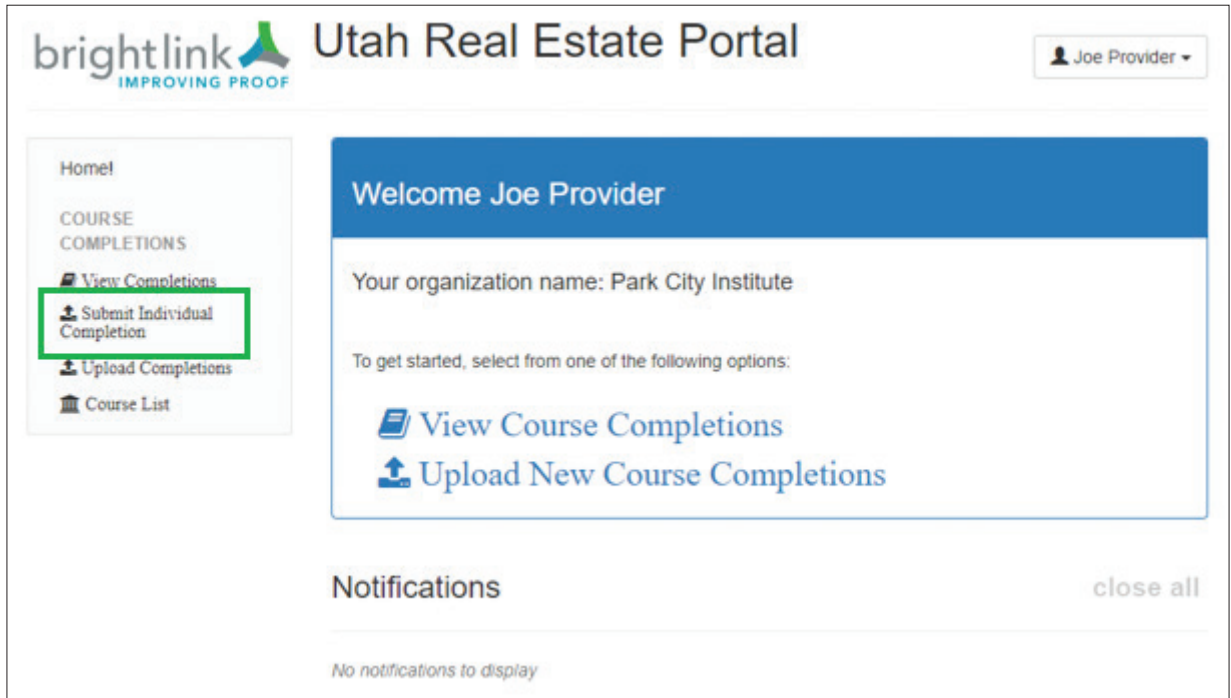 brightlink
IMPROVING PROOF
Utah Real Estate Portal
Joe Provider
Home!
COURSE
COMPLETIONS
View Completions
Submit Individual
Completion
Upload Completions
Course List
Welcome Joe Provider
Your organization name: Park City Institute
To get started, select from one of the following options:
View Course Completions
Upload New Course Completions
Notifications
close all
No notifications to display